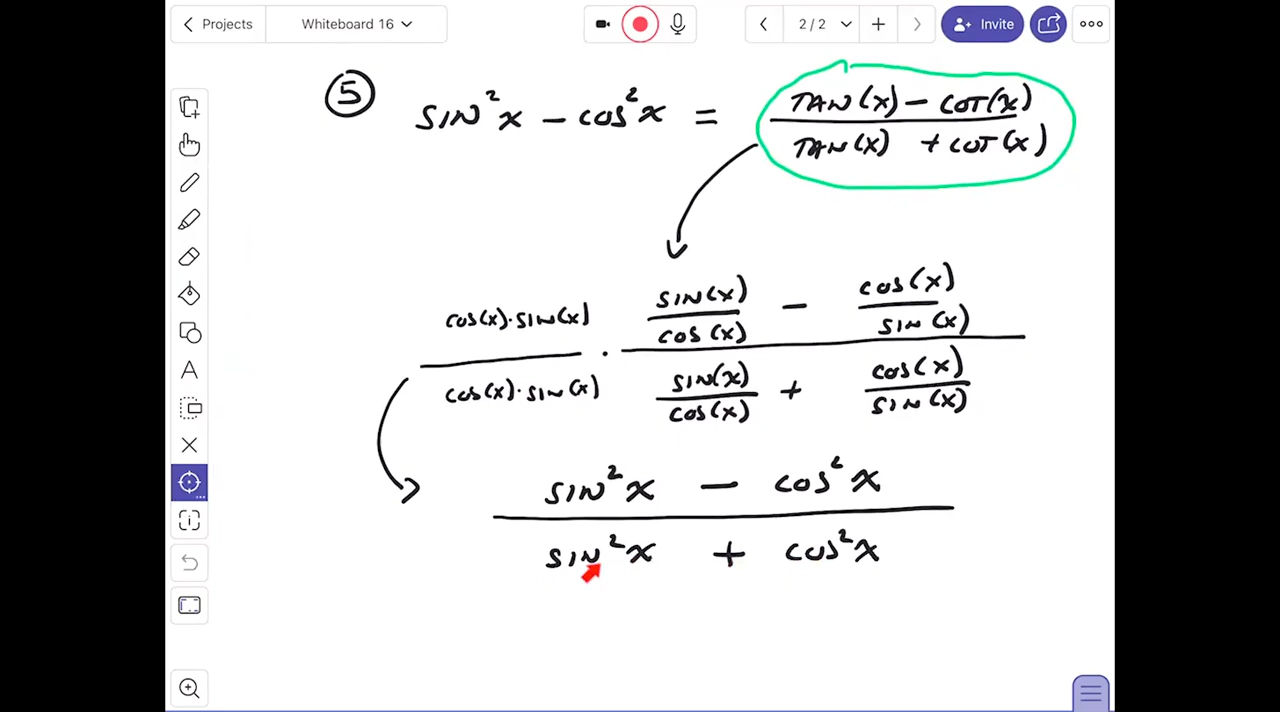 Projects Whiteboard 16 2 / 2 Invite
⑤ SIN²x − COS²x = (TAN(x) − COT(x)) / (TAN(x) + COT(x))
COS(x)·SIN(x) / COS(x)·SIN(x) · (SIN(x)/COS(x) − COS(x)/SIN(x)) / (SIN(x)/COS(x) + COS(x)/SIN(x))
SIN²x − COS²x
SIN²x + COS²x